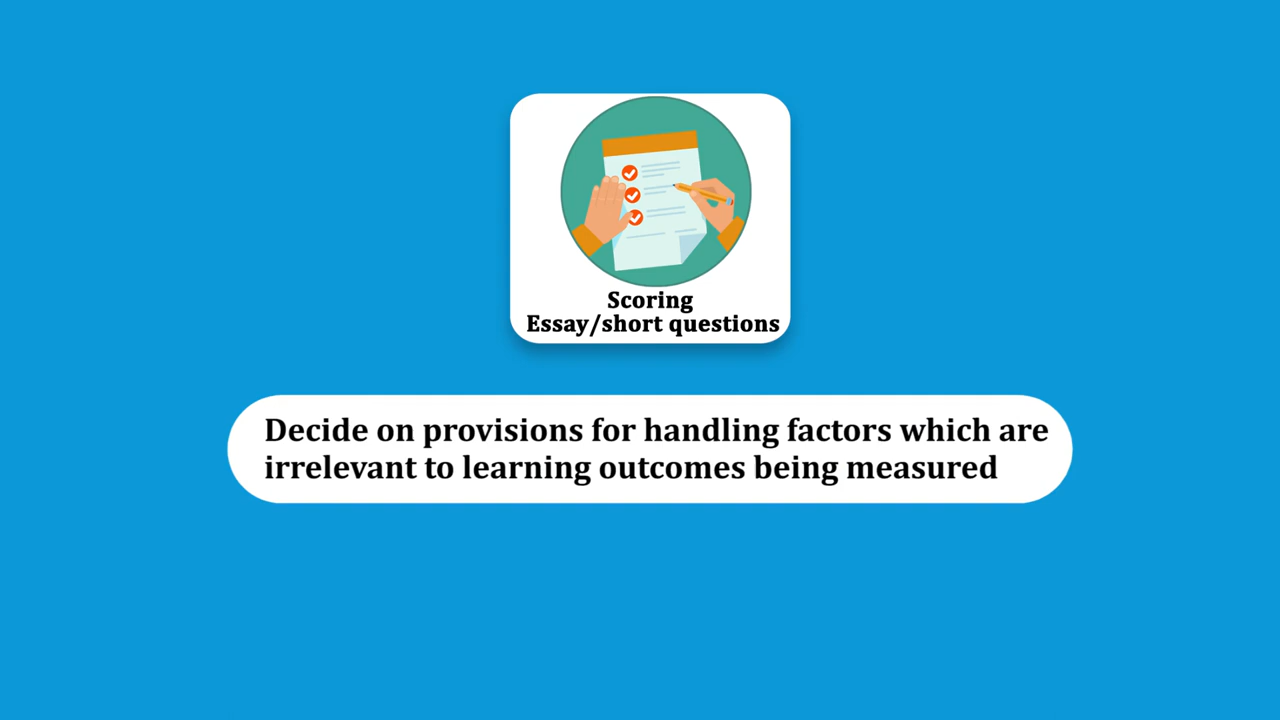 Scoring
Essay/short questions
Decide on provisions for handling factors which are
irrelevant to learning outcomes being measured